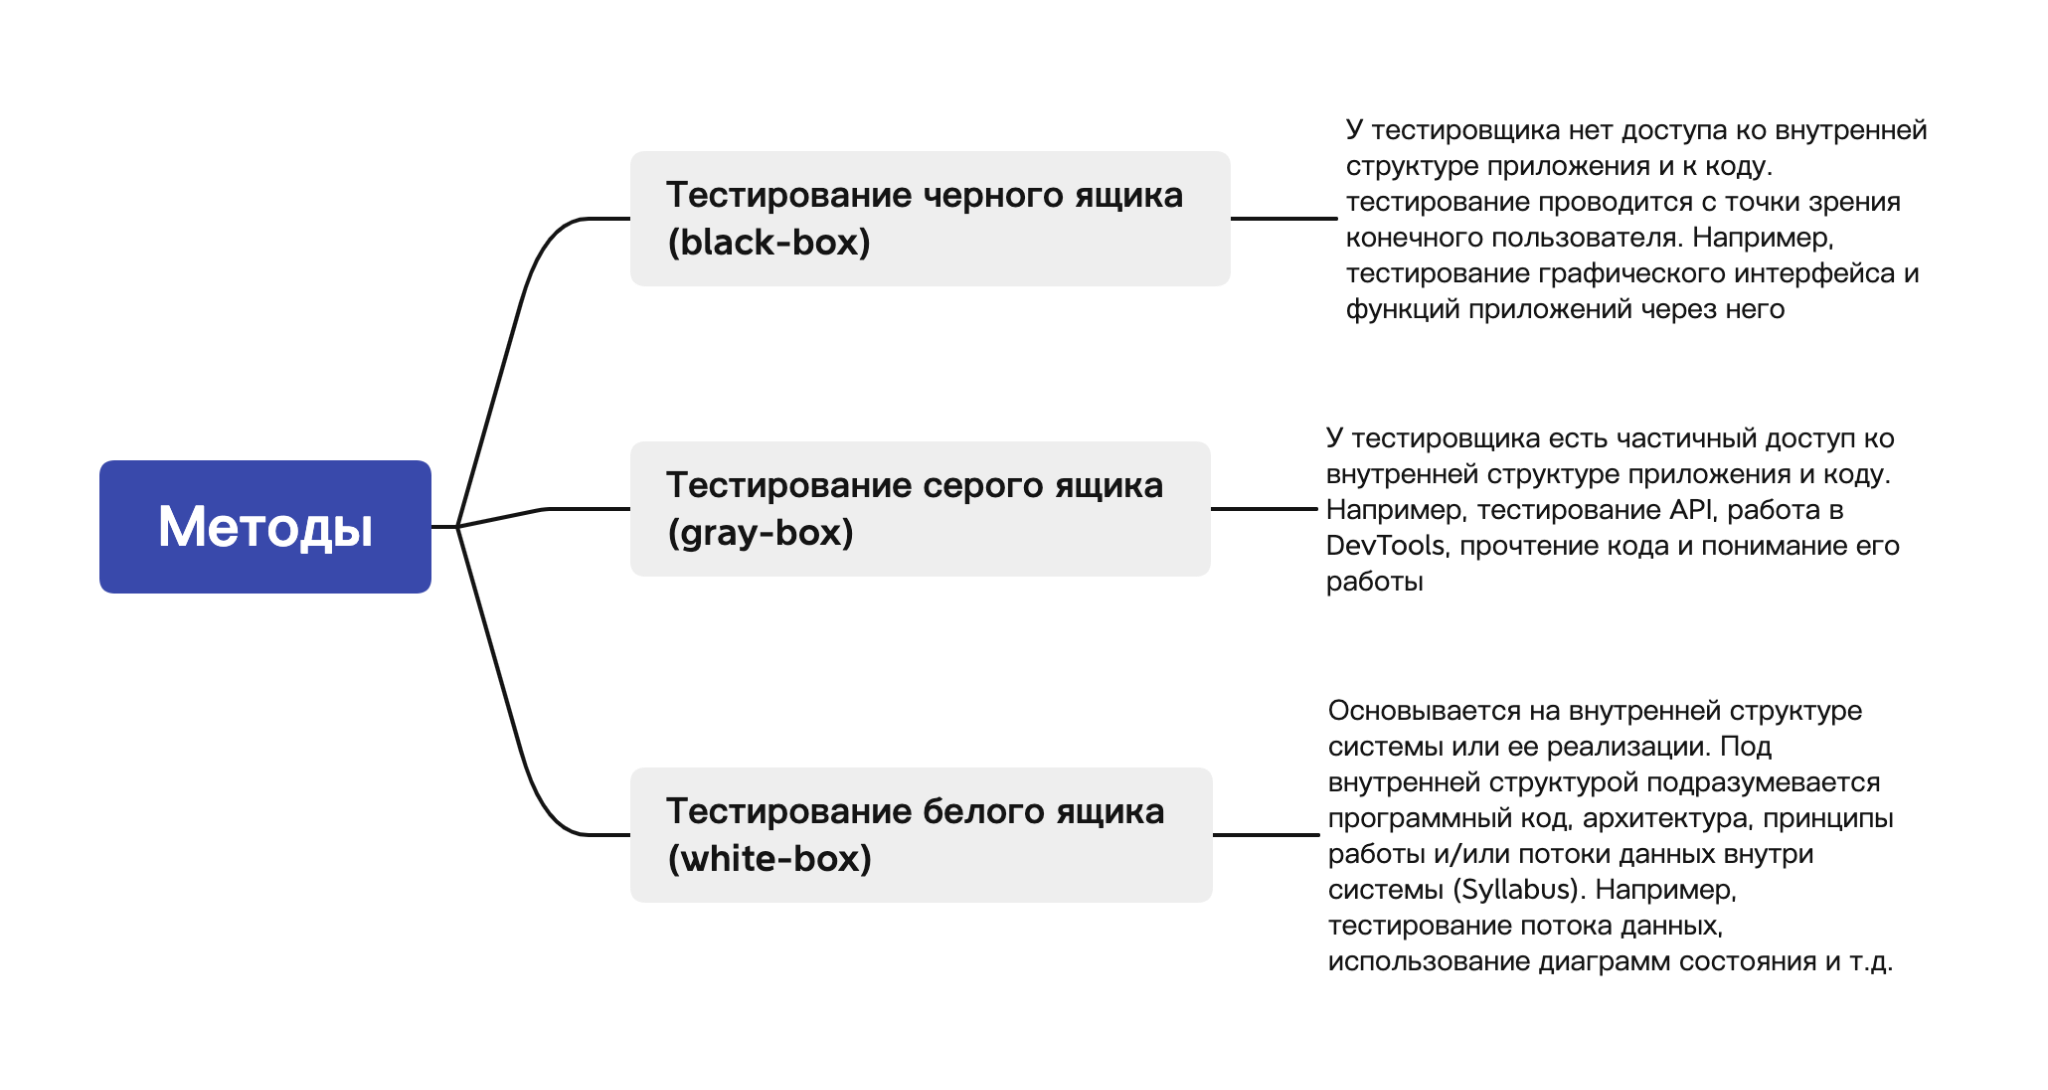 Методы
Тестирование черного ящика
(black-box)
У тестировщика нет доступа ко внутренней
структуре приложения и к коду.
тестирование проводится с точки зрения
конечного пользователя. Например,
тестирование графического интерфейса и
функций приложений через него
Тестирование серого ящика
(gray-box)
У тестировщика есть частичный доступ ко
внутренней структуре приложения и коду.
Например, тестирование API, работа в
DevTools, прочтение кода и понимание его
работы
Тестирование белого ящика
(white-box)
Основывается на внутренней структуре
системы или ее реализации. Под
внутренней структурой подразумевается
программный код, архитектура, принципы
работы и/или потоки данных внутри
системы (Syllabus). Например,
тестирование потока данных,
использование диаграмм состояния и т.д.